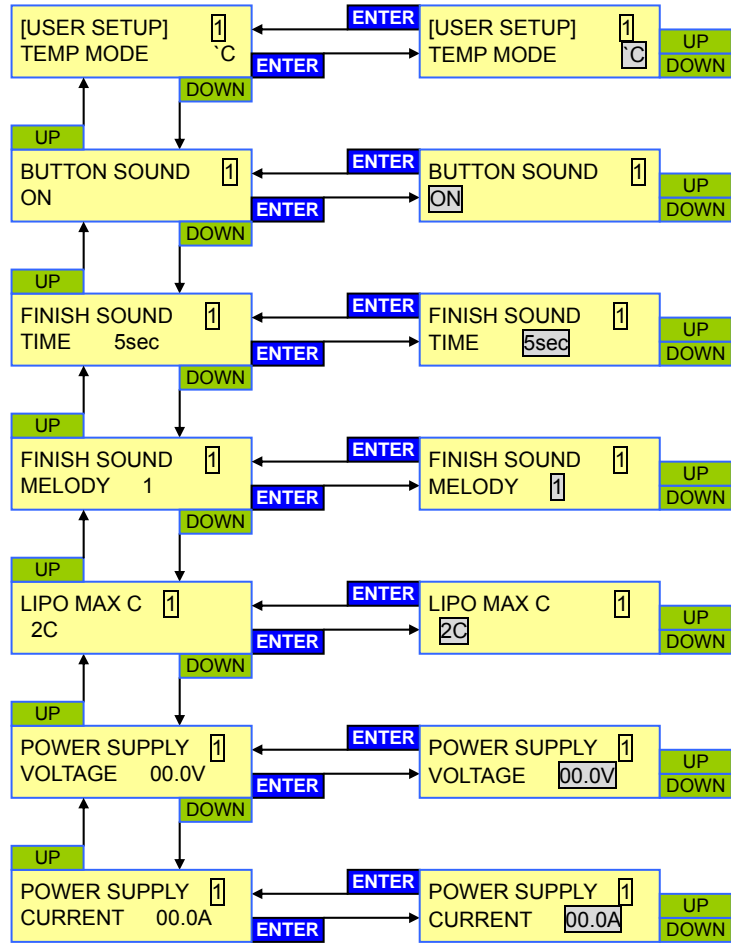 ENTER
[USER SETUP] 1
TEMP MODE `C
[USER SETUP] 1
TEMP MODE `C
UP
DOWN
ENTER
DOWN
UP
ENTER
BUTTON SOUND 1
ON
BUTTON SOUND 1
ON
UP
DOWN
ENTER
DOWN
UP
ENTER
FINISH SOUND 1
TIME 5sec
FINISH SOUND 1
TIME 5sec
UP
DOWN
ENTER
DOWN
UP
ENTER
FINISH SOUND 1
MELODY 1
FINISH SOUND 1
MELODY 1
UP
DOWN
ENTER
DOWN
UP
ENTER
LIPO MAX C 1
2C
LIPO MAX C 1
2C
UP
DOWN
ENTER
DOWN
UP
ENTER
POWER SUPPLY 1
VOLTAGE 00.0V
POWER SUPPLY 1
VOLTAGE 00.0V
UP
DOWN
ENTER
DOWN
UP
ENTER
POWER SUPPLY 1
CURRENT 00.0A
POWER SUPPLY 1
CURRENT 00.0A
UP
DOWN
ENTER